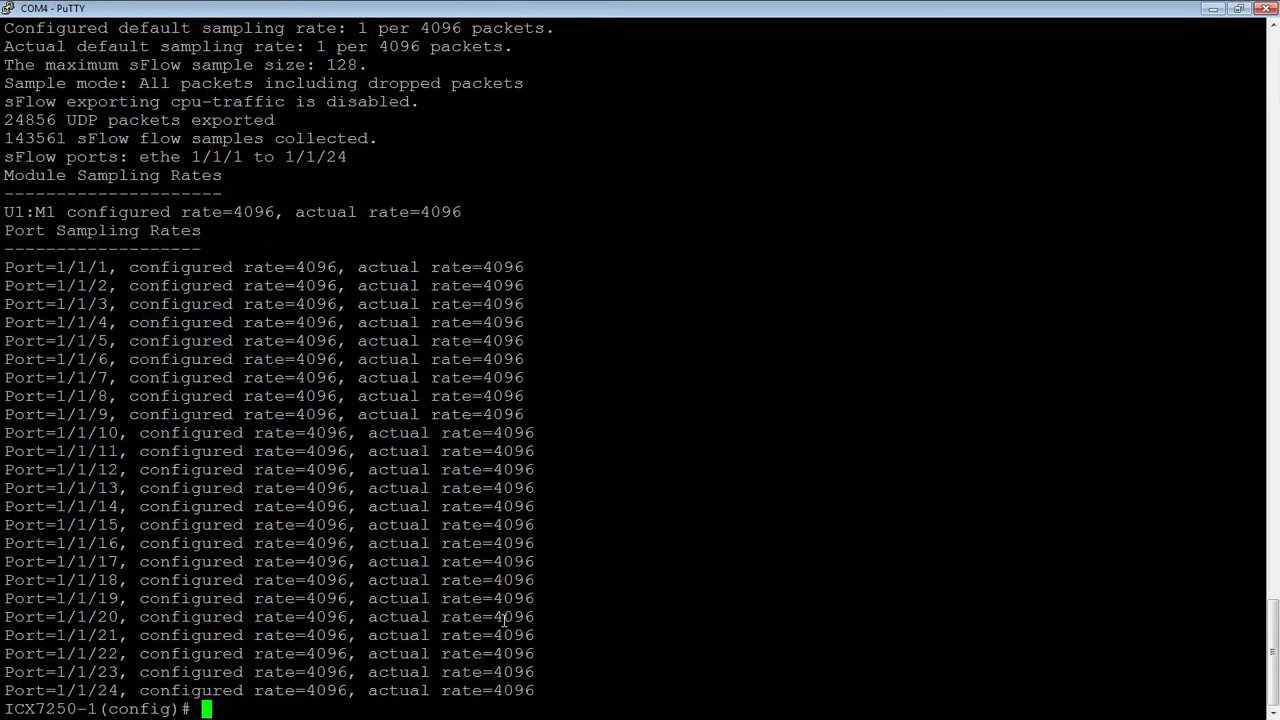 COM4 - PuTTY
Configured default sampling rate: 1 per 4096 packets.
Actual default sampling rate: 1 per 4096 packets.
The maximum sFlow sample size: 128.
Sample mode: All packets including dropped packets
sFlow exporting cpu-traffic is disabled.
24856 UDP packets exported
143561 sFlow flow samples collected.
sFlow ports: ethe 1/1/1 to 1/1/24
Module Sampling Rates
---------------------
U1:M1 configured rate=4096, actual rate=4096
Port Sampling Rates
-------------------
Port=1/1/1, configured rate=4096, actual rate=4096
Port=1/1/2, configured rate=4096, actual rate=4096
Port=1/1/3, configured rate=4096, actual rate=4096
Port=1/1/4, configured rate=4096, actual rate=4096
Port=1/1/5, configured rate=4096, actual rate=4096
Port=1/1/6, configured rate=4096, actual rate=4096
Port=1/1/7, configured rate=4096, actual rate=4096
Port=1/1/8, configured rate=4096, actual rate=4096
Port=1/1/9, configured rate=4096, actual rate=4096
Port=1/1/10, configured rate=4096, actual rate=4096
Port=1/1/11, configured rate=4096, actual rate=4096
Port=1/1/12, configured rate=4096, actual rate=4096
Port=1/1/13, configured rate=4096, actual rate=4096
Port=1/1/14, configured rate=4096, actual rate=4096
Port=1/1/15, configured rate=4096, actual rate=4096
Port=1/1/16, configured rate=4096, actual rate=4096
Port=1/1/17, configured rate=4096, actual rate=4096
Port=1/1/18, configured rate=4096, actual rate=4096
Port=1/1/19, configured rate=4096, actual rate=4096
Port=1/1/20, configured rate=4096, actual rate=4096
Port=1/1/21, configured rate=4096, actual rate=4096
Port=1/1/22, configured rate=4096, actual rate=4096
Port=1/1/23, configured rate=4096, actual rate=4096
Port=1/1/24, configured rate=4096, actual rate=4096
ICX7250-1(config)#